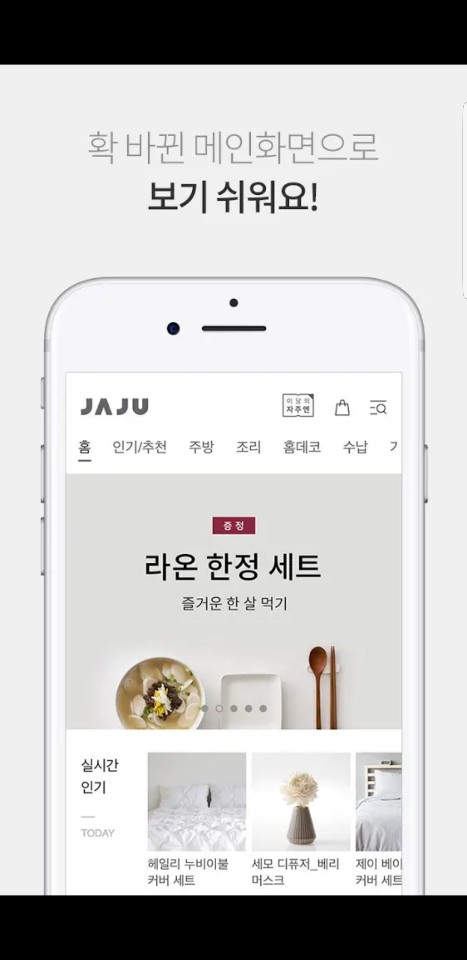 확 바뀐 메인화면으로
보기 쉬워요!
JAJU
이달의
자주엔
홈 인기/추천 주방 조리 홈데코 수납
증정
라온 한정 세트
즐거운 한 살 먹기
실시간
인기
TODAY
헤일리 누비이불
커버 세트
세모 디퓨저_베리
머스크
제이 베이
커버 세트